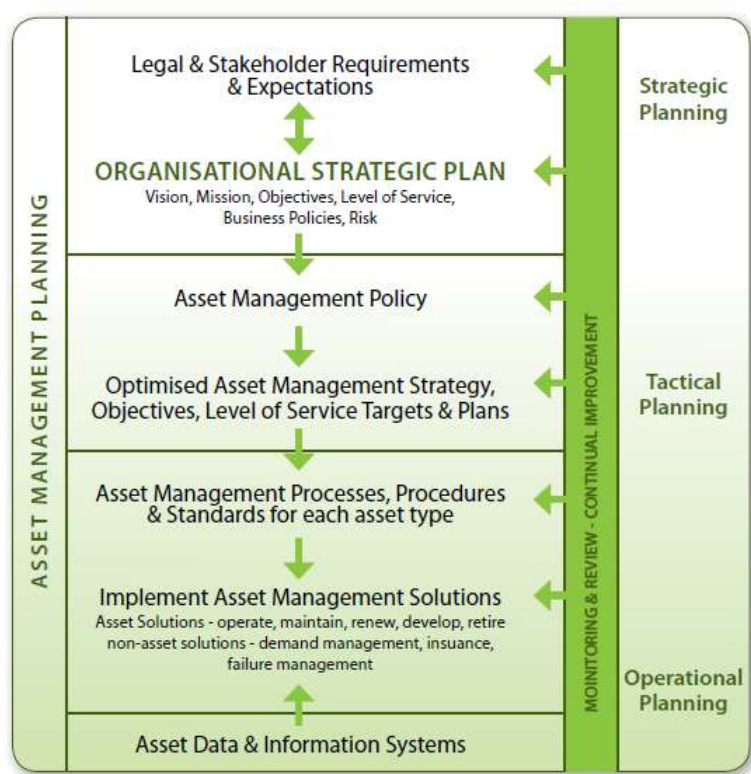 ASSET MANAGEMENT PLANNING
Legal & Stakeholder Requirements
& Expectations
ORGANISATIONAL STRATEGIC PLAN
Vision, Mission, Objectives, Level of Service,
Business Policies, Risk
Asset Management Policy
Optimised Asset Management Strategy,
Objectives, Level of Service Targets & Plans
Asset Management Processes, Procedures
& Standards for each asset type
Implement Asset Management Solutions
Asset Solutions - operate, maintain, renew, develop, retire
non-asset solutions - demand management, insuance,
failure management
Asset Data & Information Systems
MOINITORING & REVIEW - CONTINUAL IMPROVEMENT
Strategic
Planning
Tactical
Planning
Operational
Planning